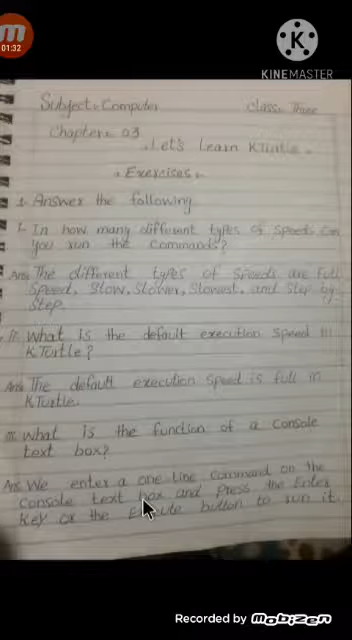 M
01:32
K
KINEMASTER
Subject- Computer Class- Three
Chapter- 03
Let's Learn KTurtle.
Exercises
1. Answer the following
I. In how many different types of speeds can
you run the commands?
Ans The different types of speeds are full
speed, Slow, Slower, Slowest, and Step by-
Step.
II. What is the default execution speed in
KTurtle?
Ans The default execution speed is full in
KTurtle.
III. What is the function of a console
text box?
Ans. We enter a one line command on the
Console text box and press the Enter
Key or the Execute button to run it.
Recorded by Mobizen